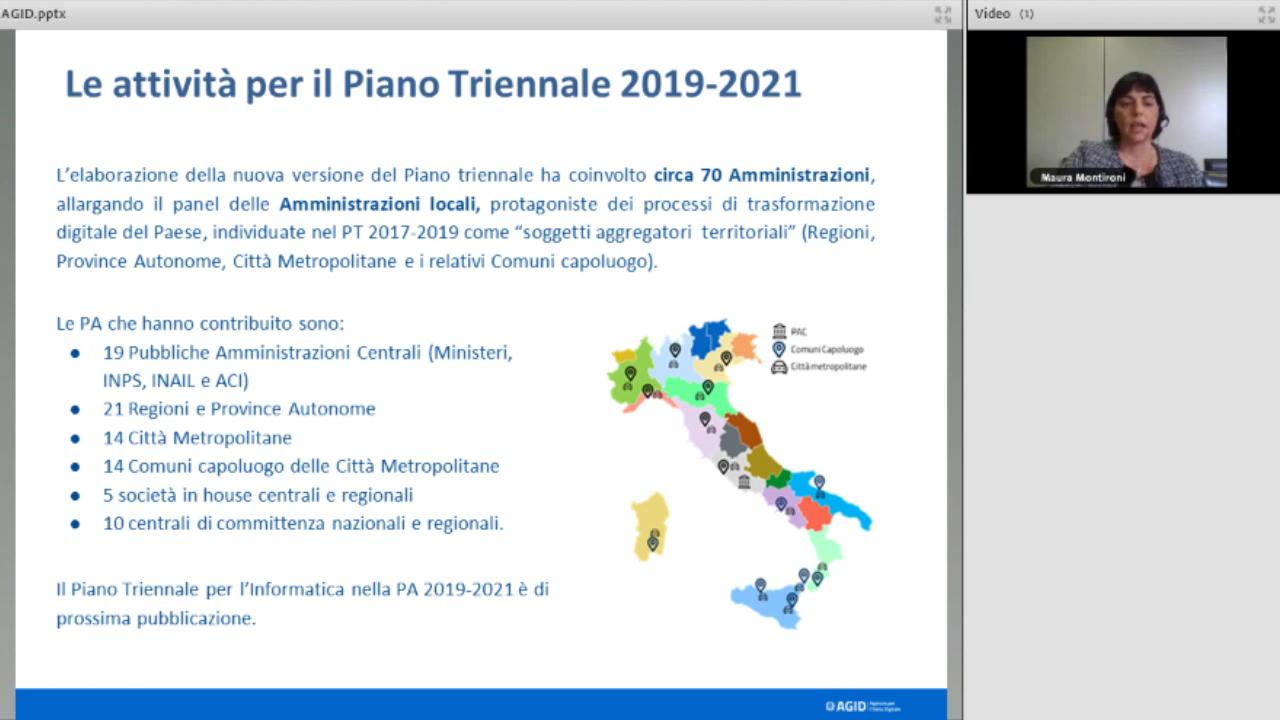 AGID.pptx
Video (1)
Le attività per il Piano Triennale 2019-2021
Maura Montironi
L'elaborazione della nuova versione del Piano triennale ha coinvolto circa 70 Amministrazioni,
allargando il panel delle Amministrazioni locali, protagoniste dei processi di trasformazione
digitale del Paese, individuate nel PT 2017-2019 come “soggetti aggregatori territoriali” (Regioni,
Province Autonome, Città Metropolitane e i relativi Comuni capoluogo).
Le PA che hanno contribuito sono:
● 19 Pubbliche Amministrazioni Centrali (Ministeri,
INPS, INAIL e ACI)
● 21 Regioni e Province Autonome
● 14 Città Metropolitane
● 14 Comuni capoluogo delle Città Metropolitane
● 5 società in house centrali e regionali
● 10 centrali di committenza nazionali e regionali.
PAC
Comuni Capoluogo
Città metropolitane
Il Piano Triennale per l'Informatica nella PA 2019-2021 è di
prossima pubblicazione.
AGID
Agenzia per
l'Italia Digitale